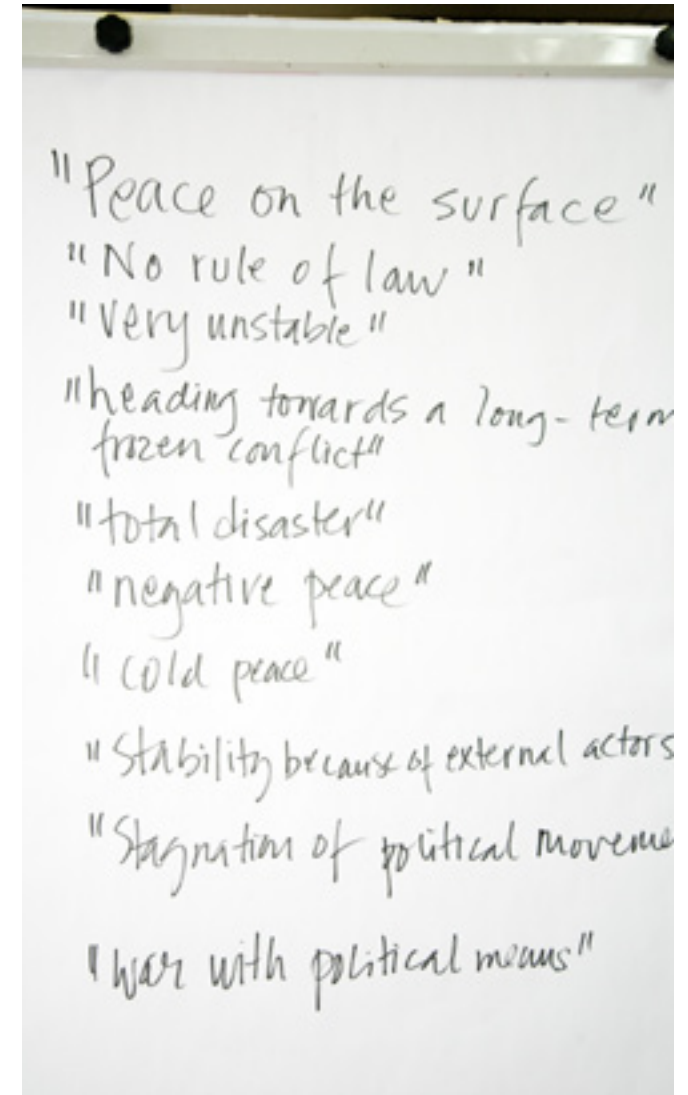 "Peace on the surface"
"No rule of law"
"very unstable"
"heading towards a long-term
frozen conflict"
"total disaster"
"negative peace"
"cold peace"
"Stability because of external actors
"Stagnation of political moveme
"war with political means"